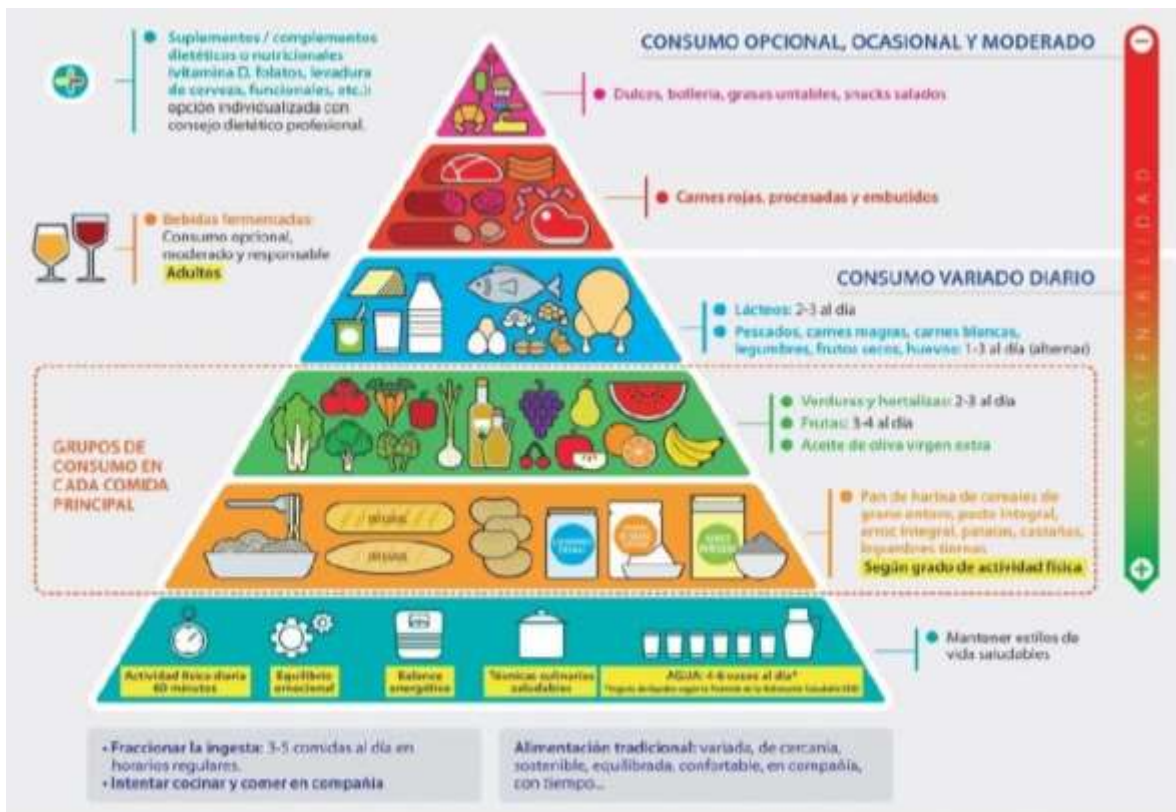 Suplementos / complementos
dietéticos o nutricionales
(vitamina D, folatos, levadura
de cerveza, funcionales, etc.):
opción individualizada con
consejo dietético profesional.
CONSUMO OPCIONAL, OCASIONAL Y MODERADO
Dulces, bollería, grasas untables, snacks salados
Carnes rojas, procesadas y embutidos
Bebidas fermentadas:
Consumo opcional,
moderado y responsable
Adultos
CONSUMO VARIADO DIARIO
Lácteos: 2-3 al día
Pescados, carnes magras, carnes blancas,
legumbres, frutos secos, huevos: 1-3 al día (alternar)
SOSTENIBILIDAD
GRUPOS DE
CONSUMO EN
CADA COMIDA
PRINCIPAL
Verduras y hortalizas: 2-3 al día
Frutas: 3-4 al día
Aceite de oliva virgen extra
Pan de harina de cereales de
grano entero, pasta integral,
arroz integral, patatas, castañas,
legumbres tiernas
Según grado de actividad física
Actividad física diaria
60 minutos
Equilibrio
emocional
Balance
energético
Técnicas culinarias
saludables
AGUA: 4-6 vasos al día*
Mantener estilos de
vida saludables
• Fraccionar la ingesta: 3-5 comidas al día en
horarios regulares.
• Intentar cocinar y comer en compañía
Alimentación tradicional: variada, de cercanía,
sostenible, equilibrada, confortable, en compañía,
con tiempo...